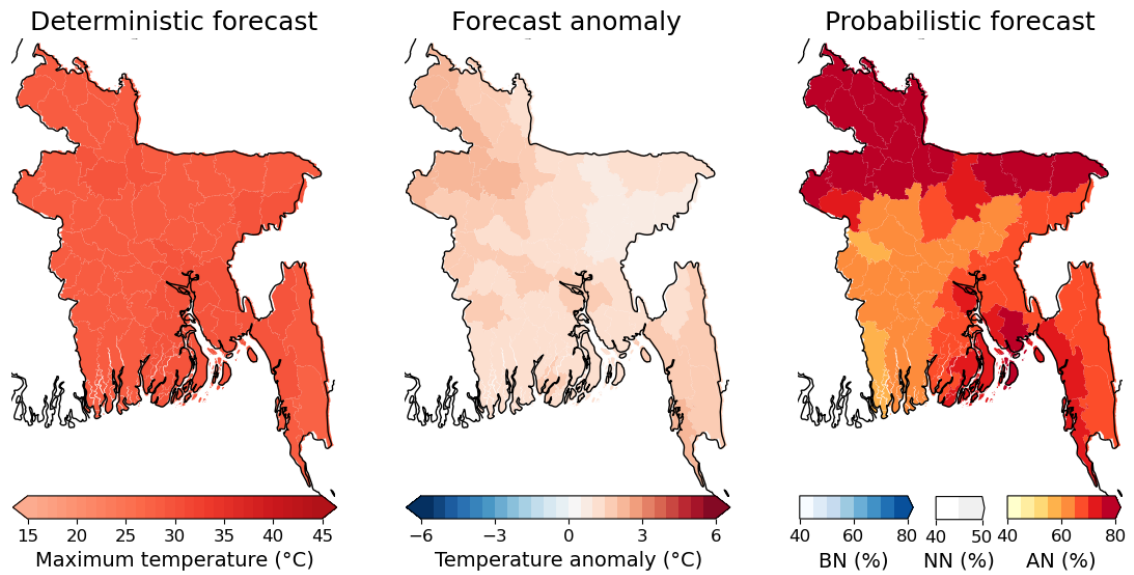 Deterministic forecast
Forecast anomaly
Probabilistic forecast
15 20 25 30 35 40 45
Maximum temperature (°C)
−6 −3 0 3 6
Temperature anomaly (°C)
40 60 80
BN (%)
40 50
NN (%)
40 60 80
AN (%)